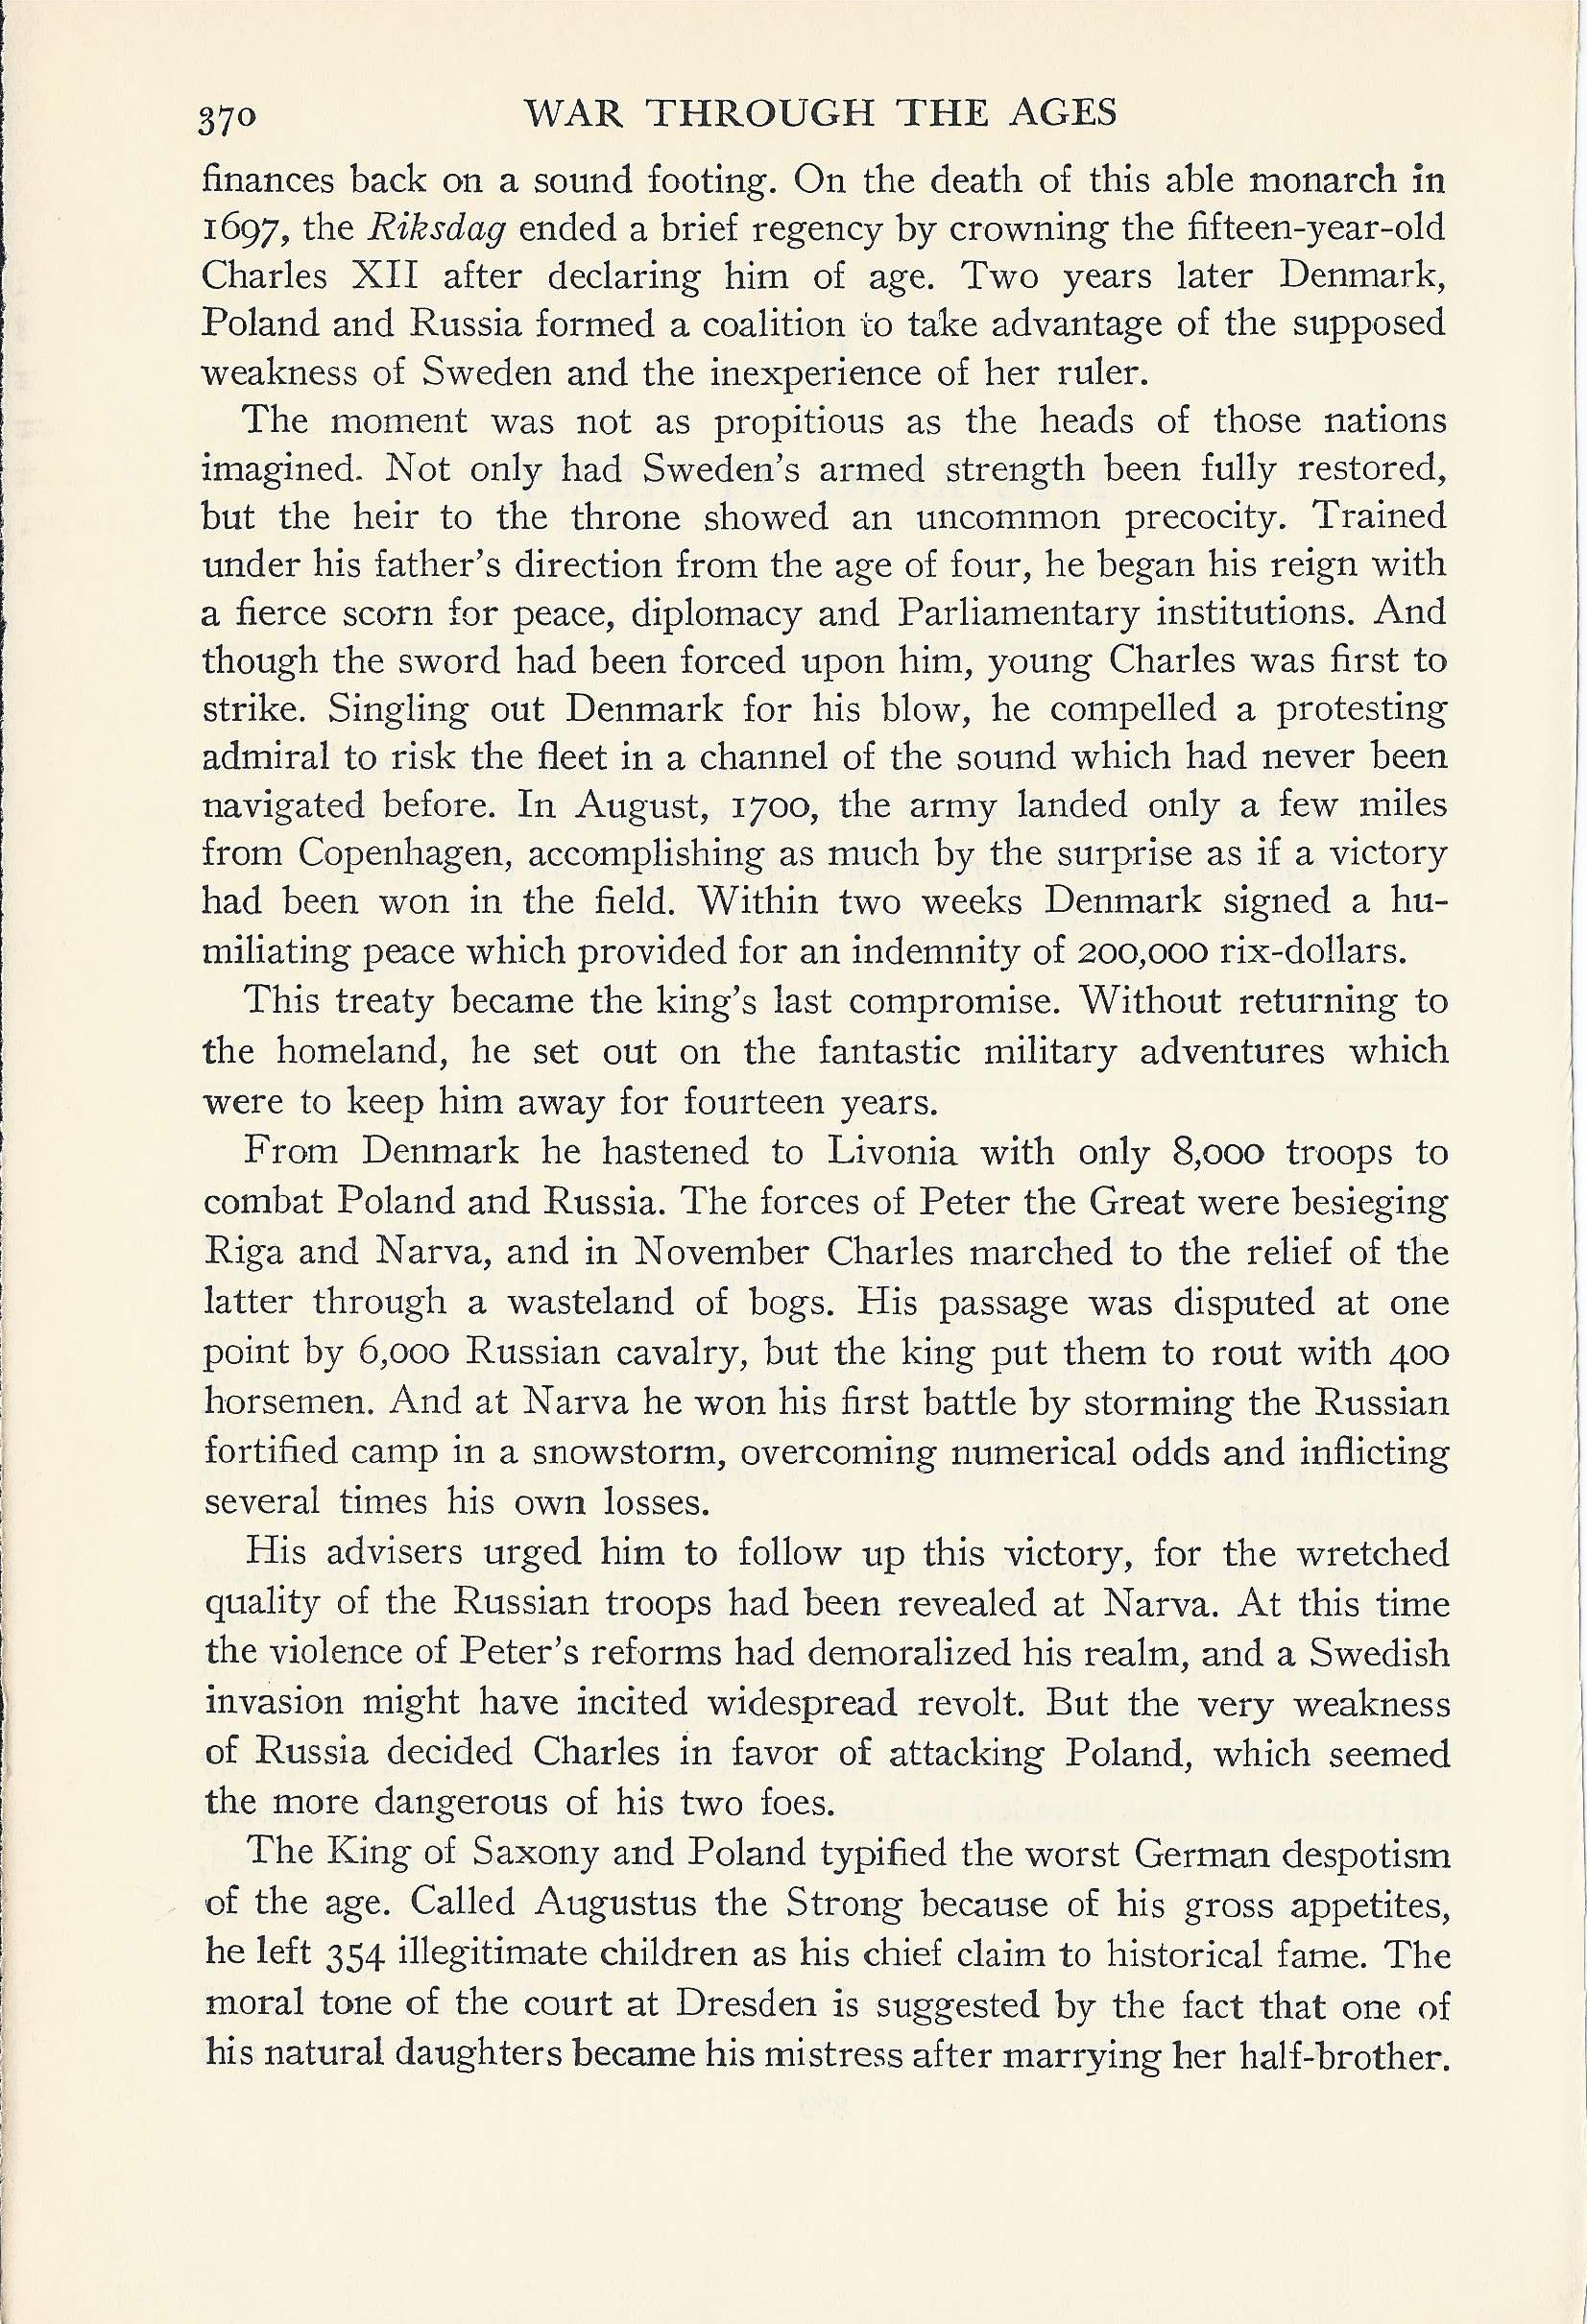 370 WAR THROUGH THE AGES
finances back on a sound footing. On the death of this able monarch in
1697, the Riksdag ended a brief regency by crowning the fifteen-year-old
Charles XII after declaring him of age. Two years later Denmark,
Poland and Russia formed a coalition to take advantage of the supposed
weakness of Sweden and the inexperience of her ruler.
The moment was not as propitious as the heads of those nations
imagined. Not only had Sweden's armed strength been fully restored,
but the heir to the throne showed an uncommon precocity. Trained
under his father's direction from the age of four, he began his reign with
a fierce scorn for peace, diplomacy and Parliamentary institutions. And
though the sword had been forced upon him, young Charles was first to
strike. Singling out Denmark for his blow, he compelled a protesting
admiral to risk the fleet in a channel of the sound which had never been
navigated before. In August, 1700, the army landed only a few miles
from Copenhagen, accomplishing as much by the surprise as if a victory
had been won in the field. Within two weeks Denmark signed a hu-
miliating peace which provided for an indemnity of 200,000 rix-dollars.
This treaty became the king's last compromise. Without returning to
the homeland, he set out on the fantastic military adventures which
were to keep him away for fourteen years.
From Denmark he hastened to Livonia with only 8,000 troops to
combat Poland and Russia. The forces of Peter the Great were besieging
Riga and Narva, and in November Charles marched to the relief of the
latter through a wasteland of bogs. His passage was disputed at one
point by 6,000 Russian cavalry, but the king put them to rout with 400
horsemen. And at Narva he won his first battle by storming the Russian
fortified camp in a snowstorm, overcoming numerical odds and inflicting
several times his own losses.
His advisers urged him to follow up this victory, for the wretched
quality of the Russian troops had been revealed at Narva. At this time
the violence of Peter's reforms had demoralized his realm, and a Swedish
invasion might have incited widespread revolt. But the very weakness
of Russia decided Charles in favor of attacking Poland, which seemed
the more dangerous of his two foes.
The King of Saxony and Poland typified the worst German despotism
of the age. Called Augustus the Strong because of his gross appetites,
he left 354 illegitimate children as his chief claim to historical fame. The
moral tone of the court at Dresden is suggested by the fact that one of
his natural daughters became his mistress after marrying her half-brother.